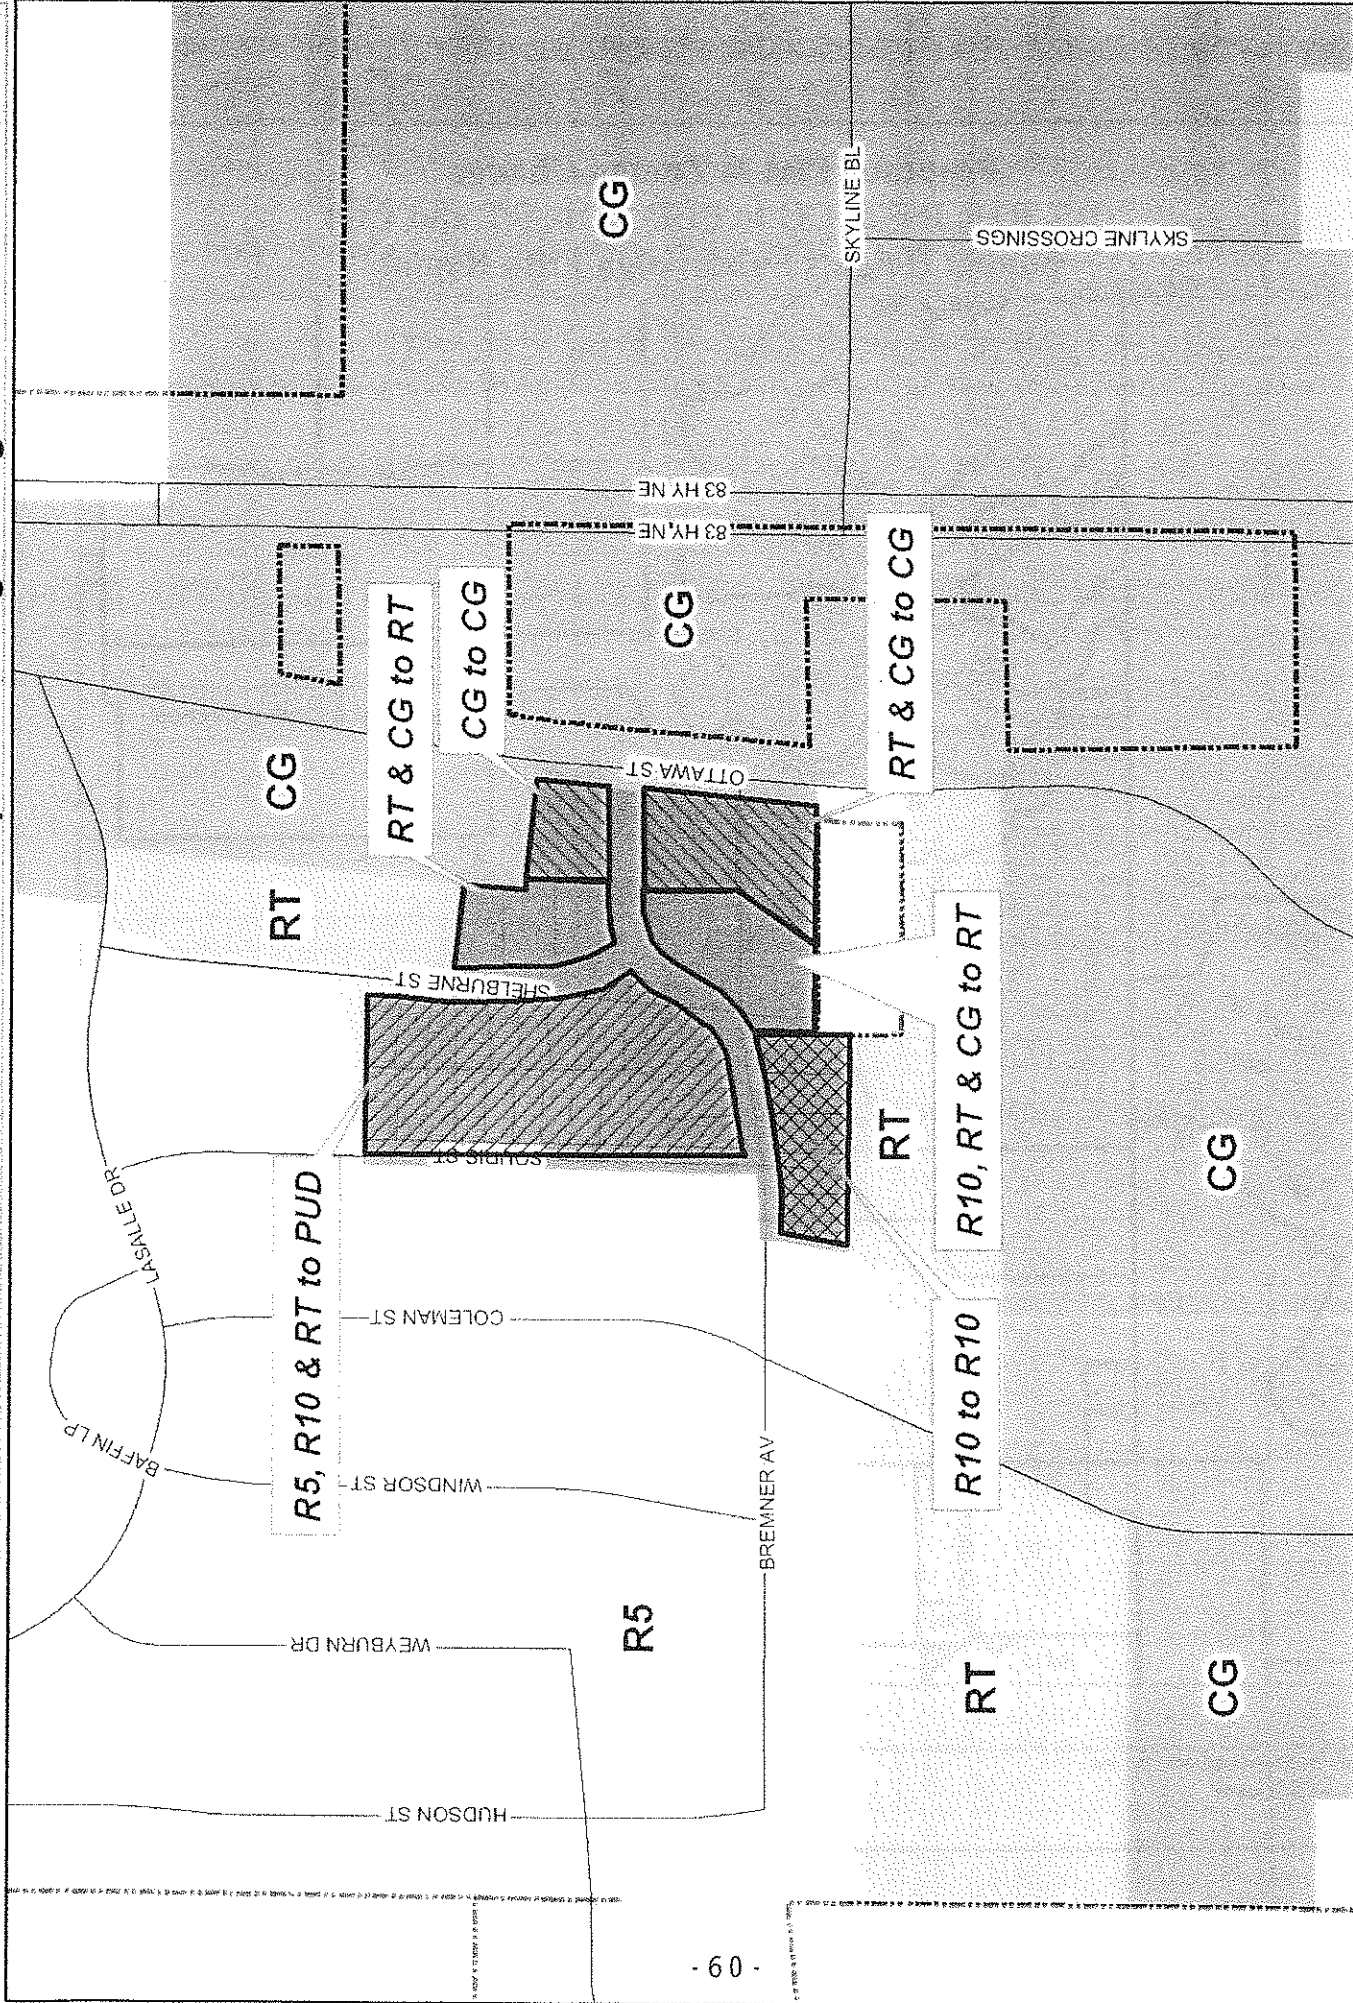 BAFFIN LP
LASALLE DR
R5, R10 & RT to PUD
RT
CG
WEYBURN DR
RT & CG to RT
WINDSOR ST
COLEMAN ST
HUDSON ST
SHELBURNE ST
CG to CG
SOURIS ST
CG
R5
CG
83 HY NE
83 HY NE
OTTAWA ST
BREMNER AV
SKYLINE BL
RT
RT & CG to CG
R10 to R10
R10, RT & CG to RT
RT
SKYLINE CROSSINGS
CG
CG
- 60 -